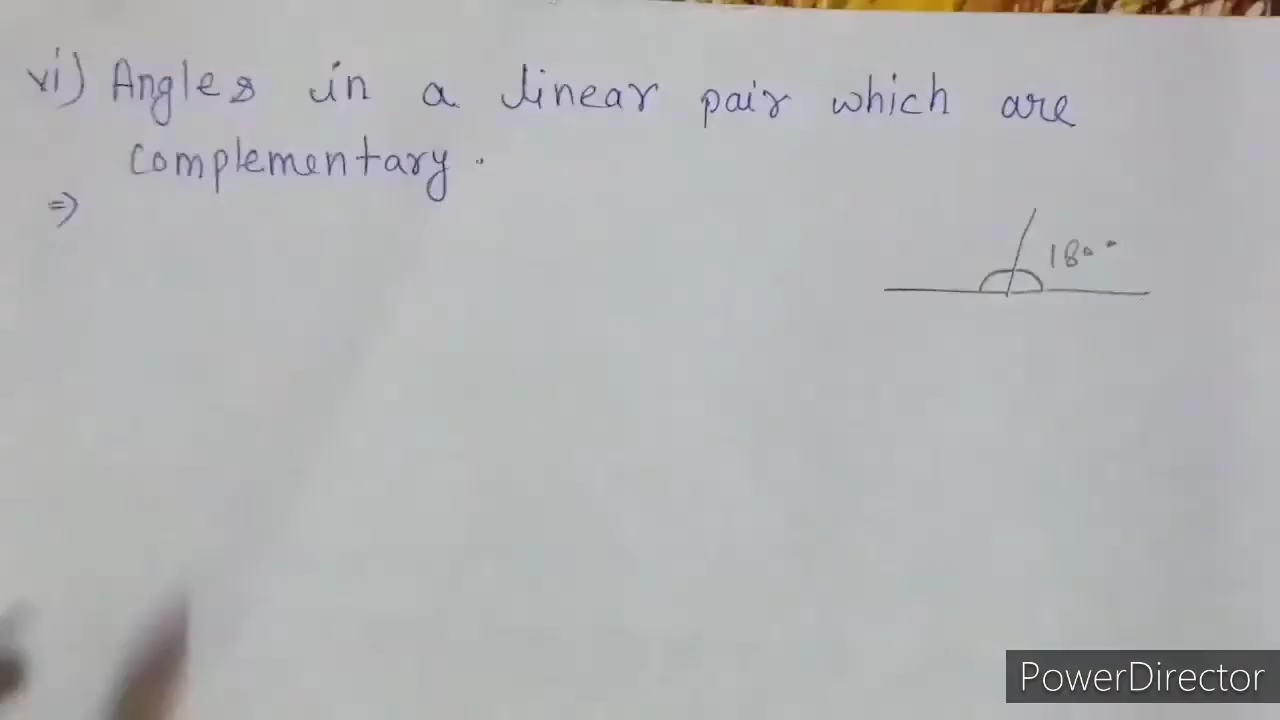 vi) Angles in a linear pair which are
complementary.
⇒
180°
PowerDirector